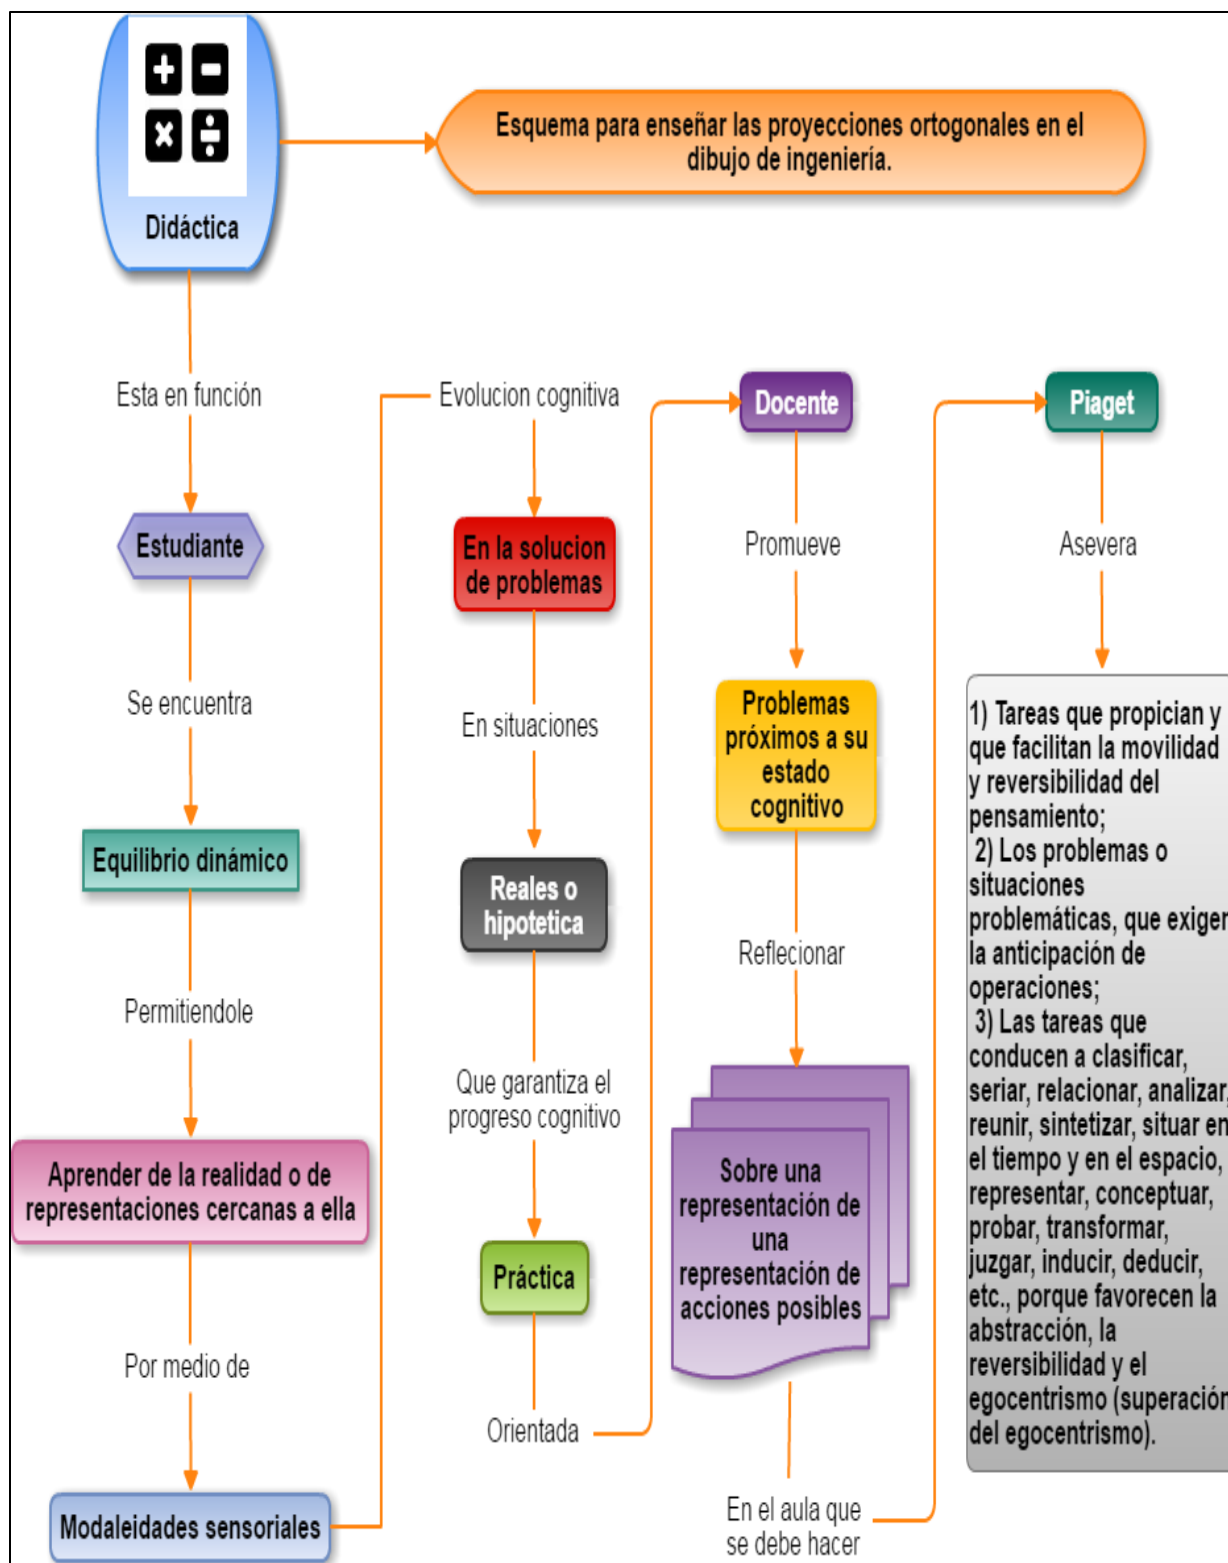 Didáctica
Esquema para enseñar las proyecciones ortogonales en el
dibujo de ingeniería.
Esta en función
Estudiante
Se encuentra
Equilibrio dinámico
Permitiendole
Aprender de la realidad o de
representaciones cercanas a ella
Por medio de
Modaleidades sensoriales
Evolucion cognitiva
En la solucion
de problemas
En situaciones
Reales o
hipotetica
Que garantiza el
progreso cognitivo
Práctica
Orientada
Docente
Promueve
Problemas
próximos a su
estado
cognitivo
Reflecionar
Sobre una
representación de
una
representación de
acciones posibles
En el aula que
se debe hacer
Piaget
Asevera
1) Tareas que propician y
que facilitan la movilidad
y reversibilidad del
pensamiento;
2) Los problemas o
situaciones
problemáticas, que exigen
la anticipación de
operaciones;
3) Las tareas que
conducen a clasificar,
seriar, relacionar, analizar,
reunir, sintetizar, situar en
el tiempo y en el espacio,
representar, conceptuar,
probar, transformar,
juzgar, inducir, deducir,
etc., porque favorecen la
abstracción, la
reversibilidad y el
egocentrismo (superación
del egocentrismo).